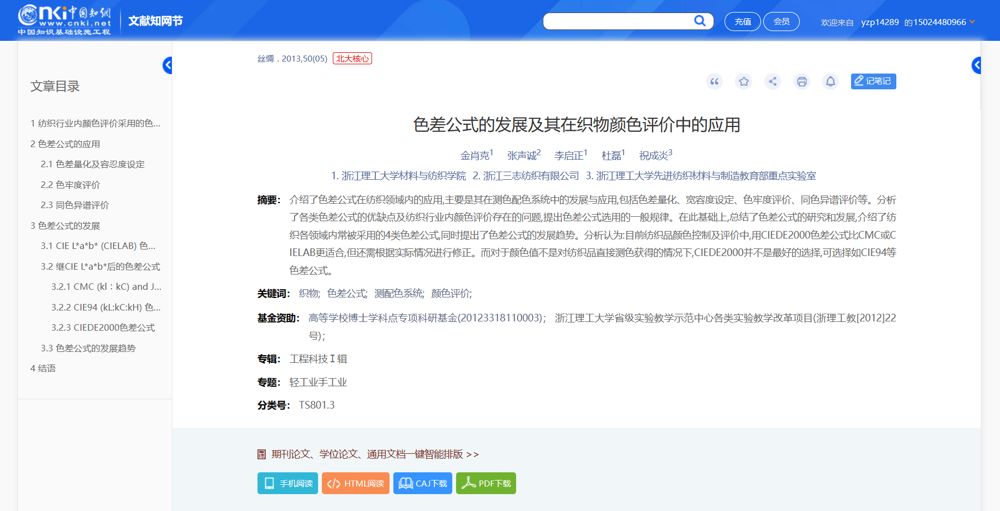 Cnki中国知網
www.cnki.net
中国知识基础设施工程
文献知网节
充值
会员
欢迎来自 yzp14289 的15024480966
文章目录
1 纺织行业内颜色评价采用的色...
2 色差公式的应用
2.1 色差量化及容忍度设定
2.2 色牢度评价
2.3 同色异谱评价
3 色差公式的发展
3.1 CIE L*a*b* (CIELAB) 色...
3.2 继CIE L*a*b*后的色差公式
3.2.1 CMC (kl∶kC) and J...
3.2.2 CIE94 (kL:kC:kH) 色...
3.2.3 CIEDE2000色差公式
3.3 色差公式的发展趋势
4 结语
丝绸 . 2013,50(05) 北大核心
记笔记
色差公式的发展及其在织物颜色评价中的应用
金肖克1 张声诚2 李启正1 杜磊1 祝成炎3
1. 浙江理工大学材料与纺织学院 2. 浙江三志纺织有限公司 3. 浙江理工大学先进纺织材料与制造教育部重点实验室
摘要： 介绍了色差公式在纺织领域内的应用,主要是其在测色配色系统中的发展与应用,包括色差量化、宽容度设定、色牢度评价、同色异谱评价等。分析
了各类色差公式的优缺点及纺织行业内颜色评价存在的问题,提出色差公式选用的一般规律。在此基础上,总结了色差公式的研究和发展,介绍了纺
织各领域内常被采用的4类色差公式,同时提出了色差公式的发展趋势。分析认为:目前纺织品颜色控制及评价中,用CIEDE2000色差公式比CMC或C
IELAB更适合,但还需根据实际情况进行修正。而对于颜色值不是对纺织品直接测色获得的情况下,CIEDE2000并不是最好的选择,可选择如CIE94等
色差公式。
关键词： 织物; 色差公式; 测配色系统; 颜色评价;
基金资助： 高等学校博士学科点专项科研基金(20123318110003)； 浙江理工大学省级实验教学示范中心各类实验教学改革项目(浙理工教[2012]22
号)；
专辑： 工程科技Ⅰ辑
专题： 轻工业手工业
分类号： TS801.3
期刊论文、学位论文、通用文档一键智能排版 >>
手机阅读
HTML阅读
CAJ下载
PDF下载